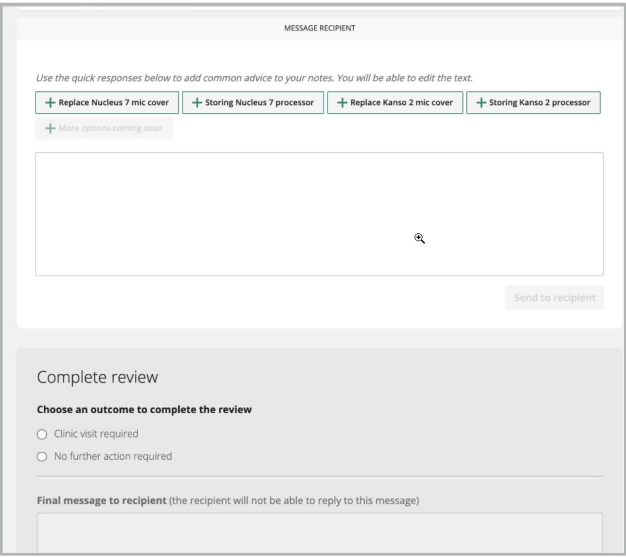 MESSAGE RECIPIENT
Use the quick responses below to add common advice to your notes. You will be able to edit the text.
+ Replace Nucleus 7 mic cover + Storing Nucleus 7 processor + Replace Kanso 2 mic cover + Storing Kanso 2 processor
+ More options coming soon
Send to recipient
Complete review
Choose an outcome to complete the review
Clinic visit required
No further action required
Final message to recipient (the recipient will not be able to reply to this message)